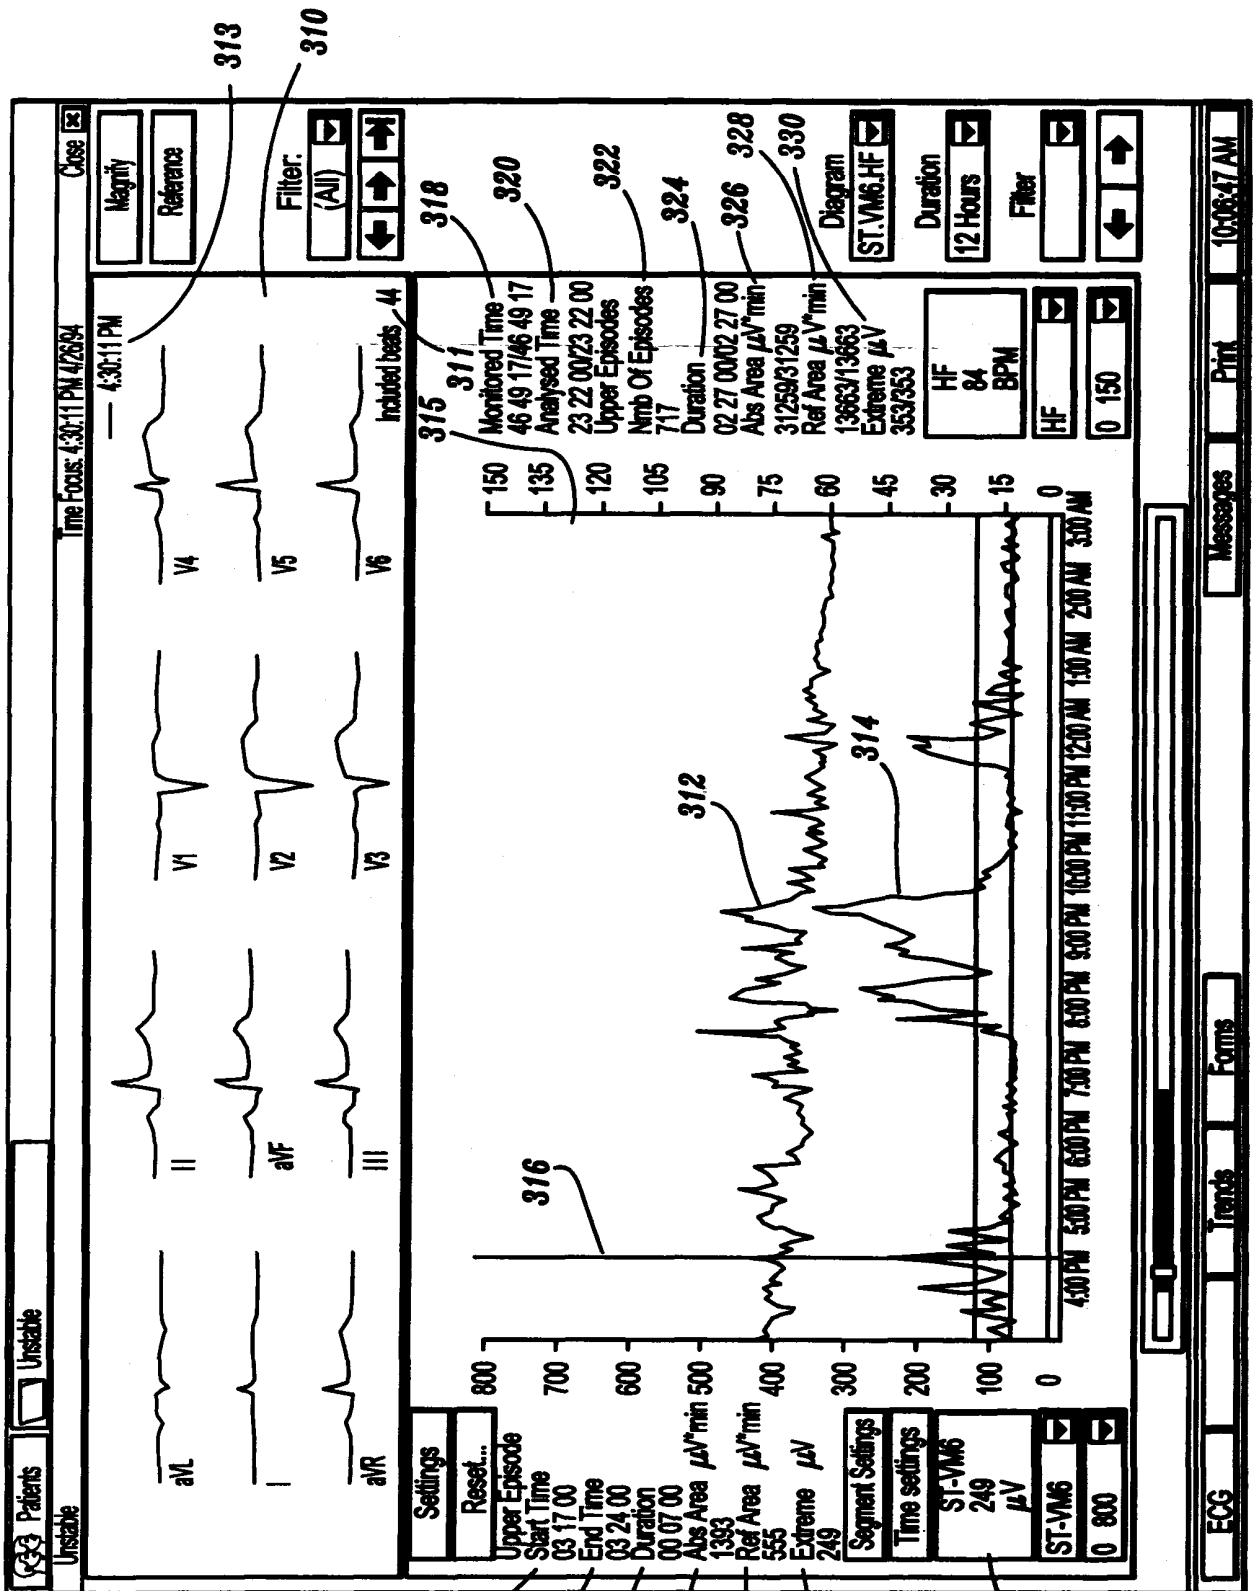 Patients
Unstable
Unstable
Time Focus: 4:30:11 PM 4/26/94
Close
aVL
I
aVR
II
aVF
III
V1
V2
V3
V4
V5
V6
4:30:11 PM
Included beats 44
Magnify
Reference
Filter:
(All)
313
310
311
315
318
320
322
324
326
328
330
312
314
316
Settings
Reset...
Upper Episode
Start Time
03 17 00
End Time
03 24 00
Duration
00 07 00
Abs Area µV*min
1393
Ref Area µV*min
555
Extreme µV
249
Segment Settings
Time settings
ST-VM6
249
µV
ST-VM6
0 800
800
700
600
500
400
300
200
100
0
4:00 PM 5:00 PM 6:00 PM 7:00 PM 8:00 PM 9:00 PM 10:00 PM 11:00 PM 12:00 AM 1:00 AM 2:00 AM 3:00 AM
150
135
120
105
90
75
60
45
30
15
0
Monitored Time
46 49 17/46 49 17
Analysed Time
23 22 00/23 22 00
Upper Episodes
Nmb Of Episodes
717
Duration
02 27 00/02 27 00
Abs Area µV*min
31259/31259
Ref Area µV*min
13663/13663
Extreme µV
353/353
HF
84
BPM
HF
0 150
Diagram
ST.VM6.HF
Duration
12 Hours
Filter
ECG
Trends
Forms
Messages
Print
10:06:47 AM